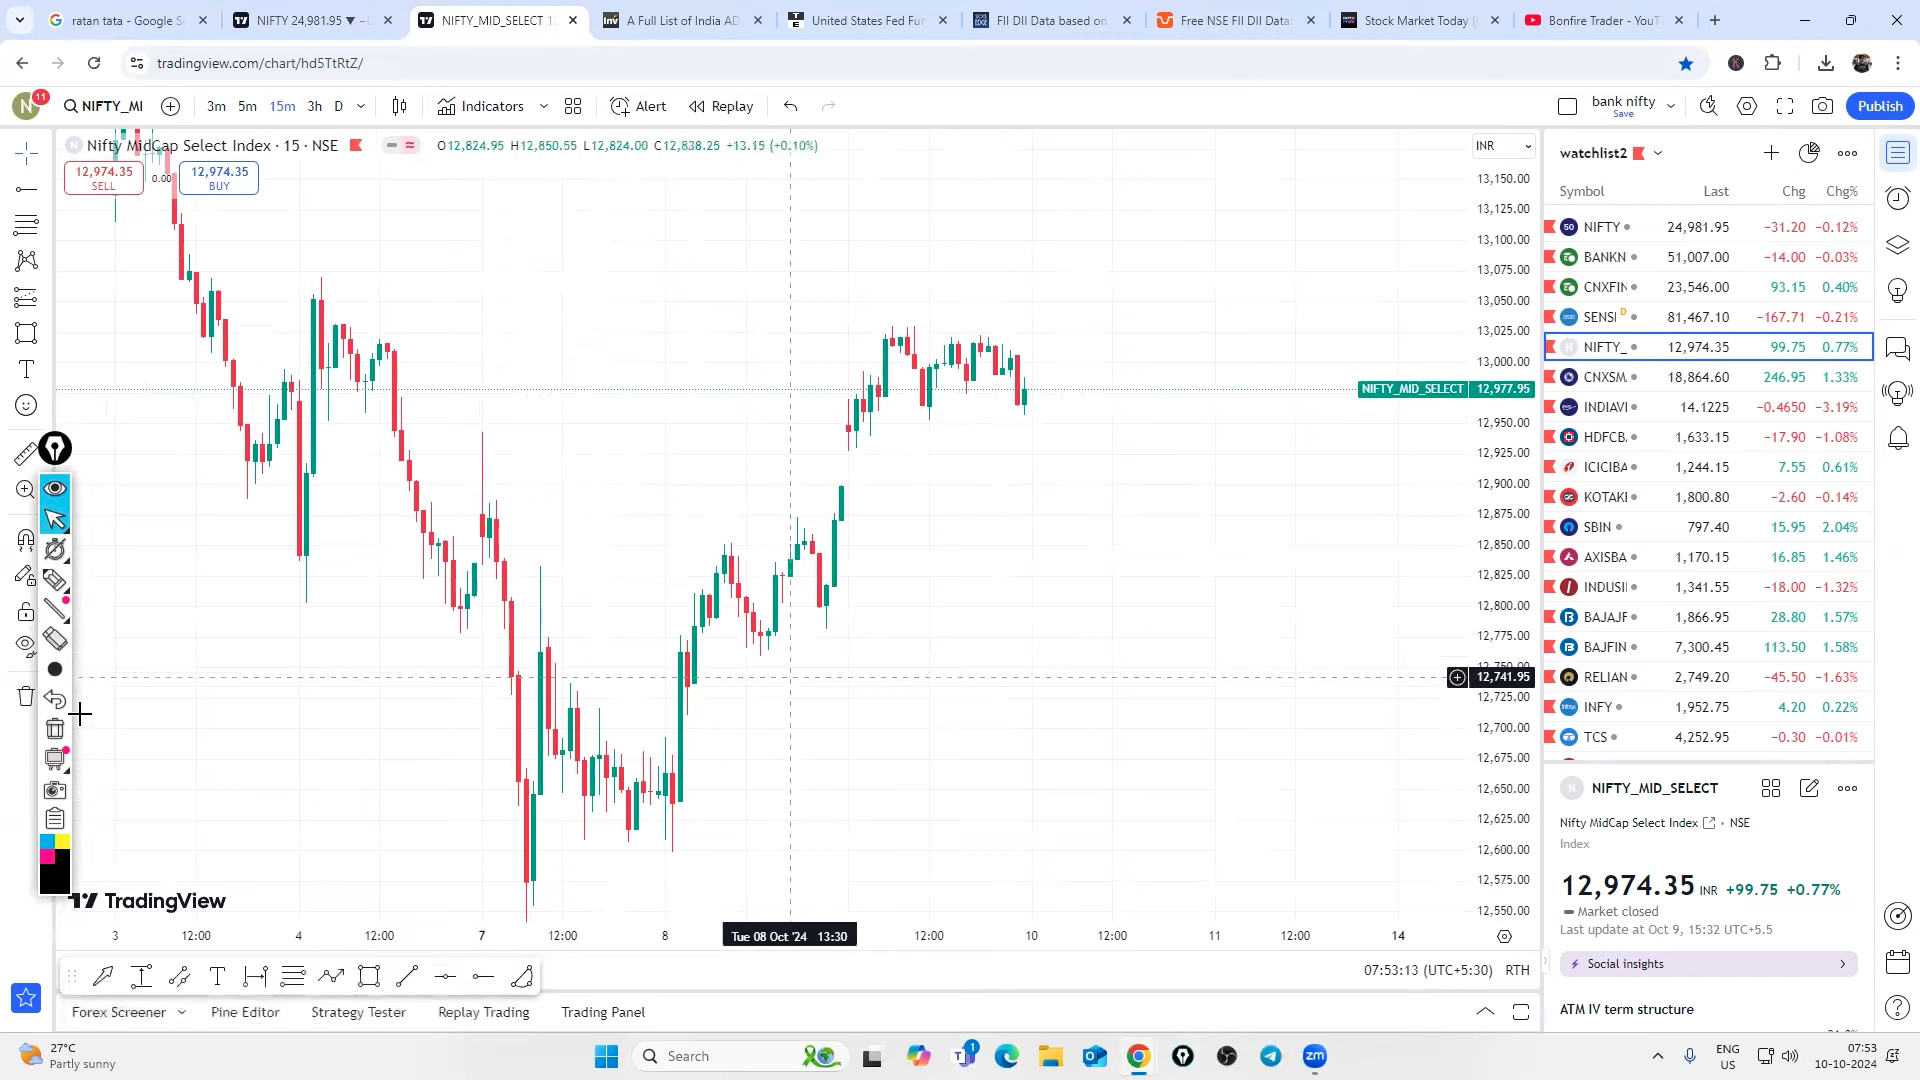 ratan tata - Google S
NIFTY 24,981.95 ▼ −
NIFTY_MID_SELECT 1
A Full List of India AD
United States Fed Fun
FII DII Data based on
Free NSE FII DII Data
Stock Market Today (
Bonfire Trader - YouT
tradingview.com/chart/hd5TtRtZ/
N 11 NIFTY_MI 3m 5m 15m 3h D Indicators Alert Replay bank nifty Save Publish
Nifty MidCap Select Index · 15 · NSE O12,824.95 H12,850.55 L12,824.00 C12,838.25 +13.15 (+0.10%)
12,974.35 SELL 0.00 12,974.35 BUY
INR
13,150.00
13,125.00
13,100.00
13,075.00
13,050.00
13,025.00
13,000.00
NIFTY_MID_SELECT 12,977.95
12,950.00
12,925.00
12,900.00
12,875.00
12,850.00
12,825.00
12,800.00
12,775.00
12,750.00
12,741.95
12,725.00
12,700.00
12,675.00
12,650.00
12,625.00
12,600.00
12,575.00
12,550.00
TradingView
3 12:00 4 12:00 7 12:00 8 Tue 08 Oct '24 13:30 12:00 10 12:00 11 12:00 14
07:53:13 (UTC+5:30) RTH
Forex Screener Pine Editor Strategy Tester Replay Trading Trading Panel
watchlist2
Symbol Last Chg Chg%
NIFTY 24,981.95 −31.20 −0.12%
BANKN 51,007.00 −14.00 −0.03%
CNXFIN 23,546.00 93.15 0.40%
SENSI D 81,467.10 −167.71 −0.21%
NIFTY_ 12,974.35 99.75 0.77%
CNXSM 18,864.60 246.95 1.33%
INDIAVI 14.1225 −0.4650 −3.19%
HDFCB. 1,633.15 −17.90 −1.08%
ICICIBA 1,244.15 7.55 0.61%
KOTAKI 1,800.80 −2.60 −0.14%
SBIN 797.40 15.95 2.04%
AXISBA 1,170.15 16.85 1.46%
INDUSII 1,341.55 −18.00 −1.32%
BAJAJF 1,866.95 28.80 1.57%
BAJFIN 7,300.45 113.50 1.58%
RELIAN 2,749.20 −45.50 −1.63%
INFY 1,952.75 4.20 0.22%
TCS 4,252.95 −0.30 −0.01%
NIFTY_MID_SELECT
Nifty MidCap Select Index • NSE
Index
12,974.35 INR +99.75 +0.77%
Market closed
Last update at Oct 9, 15:32 UTC+5.5
Social insights
ATM IV term structure
27°C
Partly sunny
Search
1
zm
ENG
US
07:53
10-10-2024